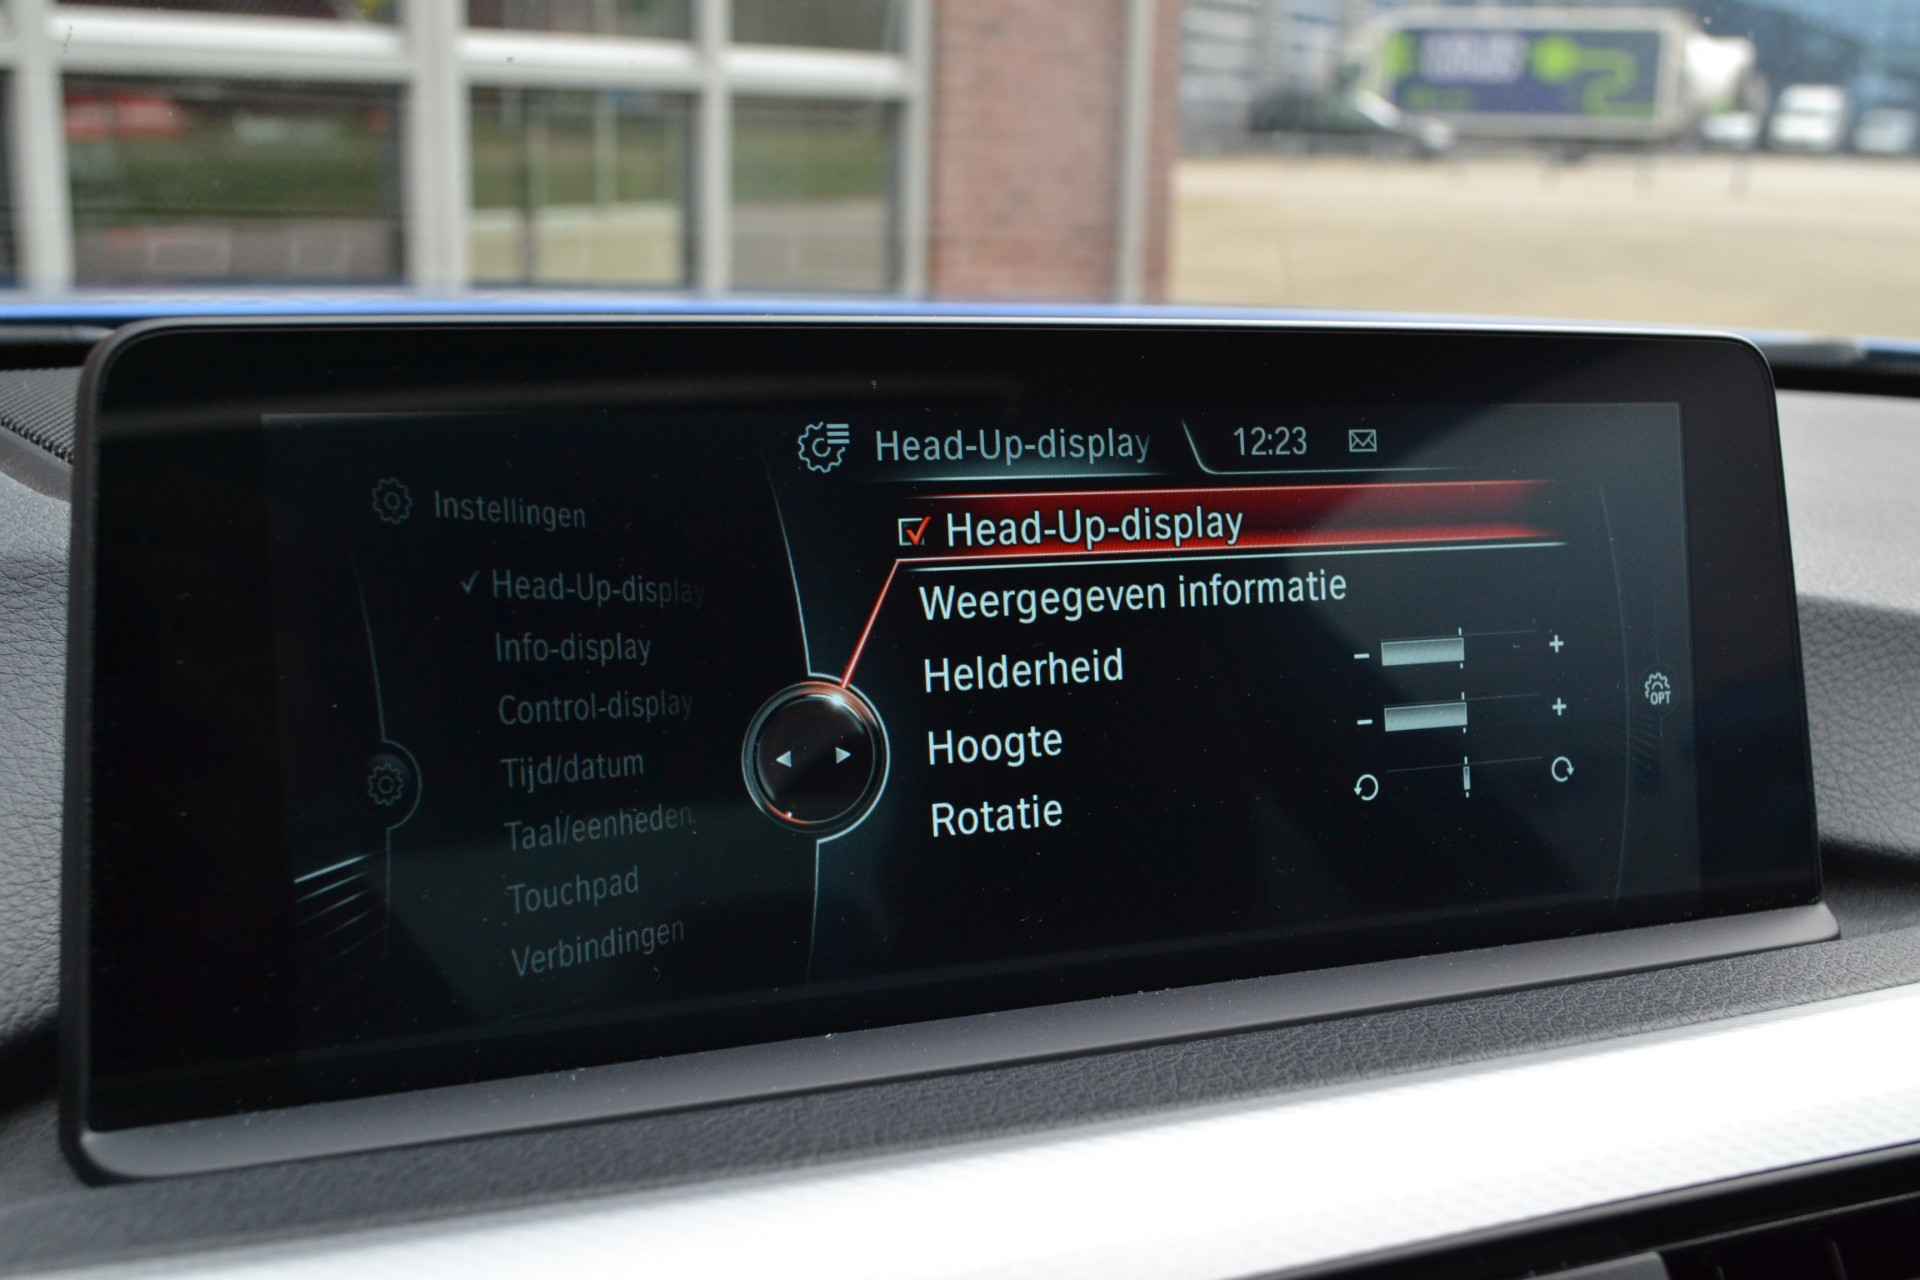 Head-Up-display 12:23
Instellingen
Head-Up-display
Info-display
Control-display
Tijd/datum
Taal/eenheden
Touchpad
Verbindingen
Head-Up-display
Weergegeven informatie
Helderheid - +
Hoogte - +
Rotatie
OPT